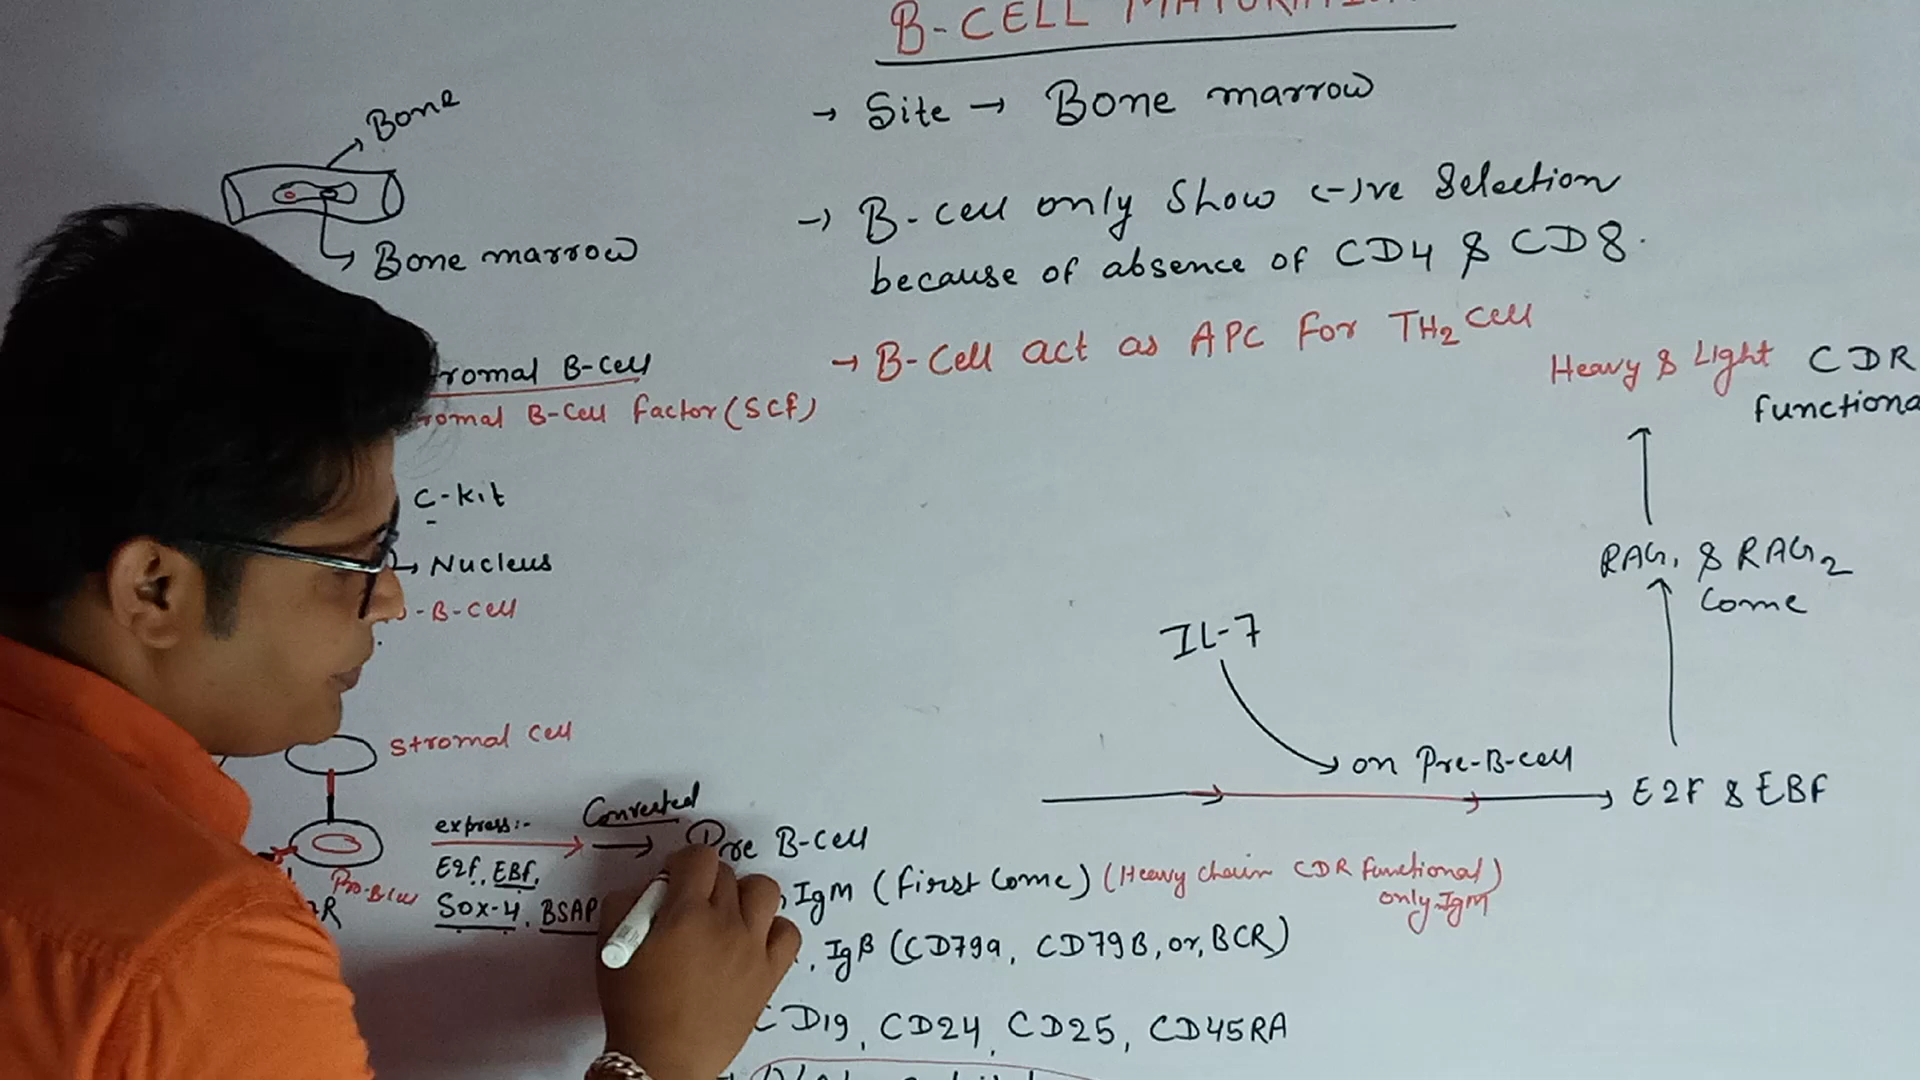 B-CELL
Bone
→ Site → Bone marrow
Bone marrow
→ B-cell only Show (-)ve Selection
because of absence of CD4 & CD8.
→ B-Cell act as APC For TH2 Cell
romal B-Cell
romal B-Cell Factor (SCF)
Heavy & Light CDR
functiona
C-Kit
Nucleus
-B-Cell
RAG1 & RAG2
Come
IL-7
Stromal Cell
on Pre-B-cell
E2F & EBF
express:-
Converted
Pre B-Cell
E2f, EBf,
Pro-B Cell
Sox-4, BSAP
IgM (first Come) (Heavy chain CDR functional)
only IgM
, Igβ (CD79a, CD79B, or, BCR)
CD19, CD24, CD25, CD45RA